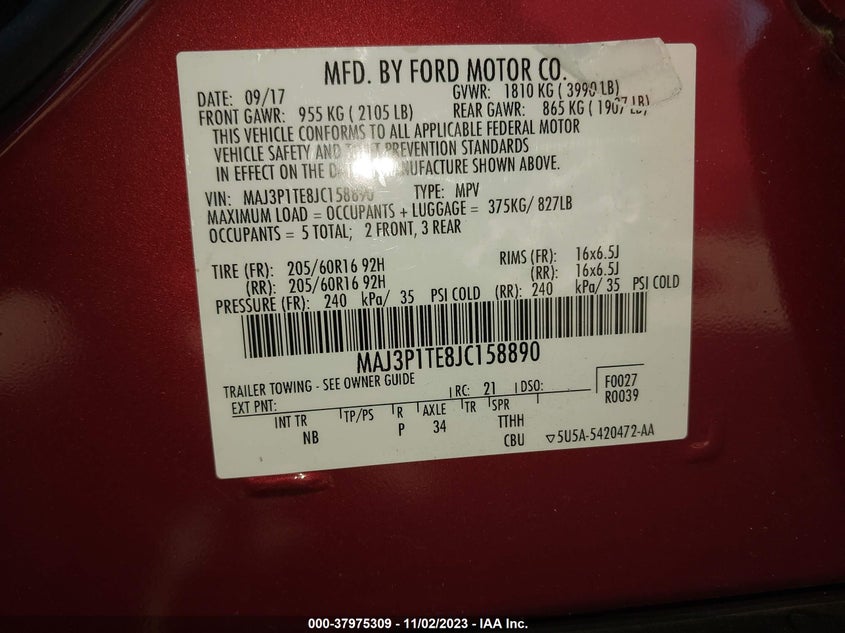 MFD. BY FORD MOTOR CO.
DATE: 09/17 GVWR: 1810 KG ( 3990 LB)
FRONT GAWR: 955 KG ( 2105 LB) REAR GAWR: 865 KG ( 1907 LB)
THIS VEHICLE CONFORMS TO ALL APPLICABLE FEDERAL MOTOR
VEHICLE SAFETY AND THEFT PREVENTION STANDARDS
IN EFFECT ON THE DATE OF MANUFACTURE SHOWN ABOVE.
VIN: MAJ3P1TE8JC158890 TYPE: MPV
MAXIMUM LOAD = OCCUPANTS + LUGGAGE = 375KG/ 827LB
OCCUPANTS = 5 TOTAL; 2 FRONT, 3 REAR
TIRE (FR): 205/60R16 92H RIMS (FR): 16x6.5J
(RR): 205/60R16 92H (RR): 16x6.5J
PRESSURE (FR): 240 kPa/ 35 PSI COLD (RR): 240 kPa/ 35 PSI COLD
MAJ3P1TE8JC158890
TRAILER TOWING - SEE OWNER GUIDE
EXT PNT: RC: 21 DSO: F0027
R0039
INT TR TP/PS R AXLE TR SPR
NB P 34 TTHH
CBU ▽5U5A-5420472-AA
000-37975309 - 11/02/2023 - IAAI Inc.